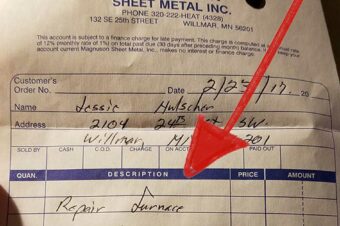 SHEET METAL INC.
PHONE 320-222-HEAT (4328)
132 SE 25TH STREET WILLMAR, MN 56201
This account is subject to a finance charge for late payment. This charge is computed at a
of 12% (monthly rate of 1%) on total past due (30 days after preceding month balance).
current account Magnuson Sheet Metal, Inc., makes no interest or finance charge.
Customer's
Order No. Date 2/23/17 20
Name Jessie
Address 2104 24th SW.
Willmar, 201
SOLD BY CASH C.O.D. CHARGE ON ACCT. PAID OUT
QUAN. DESCRIPTION PRICE AMOUNT
Repair furnace